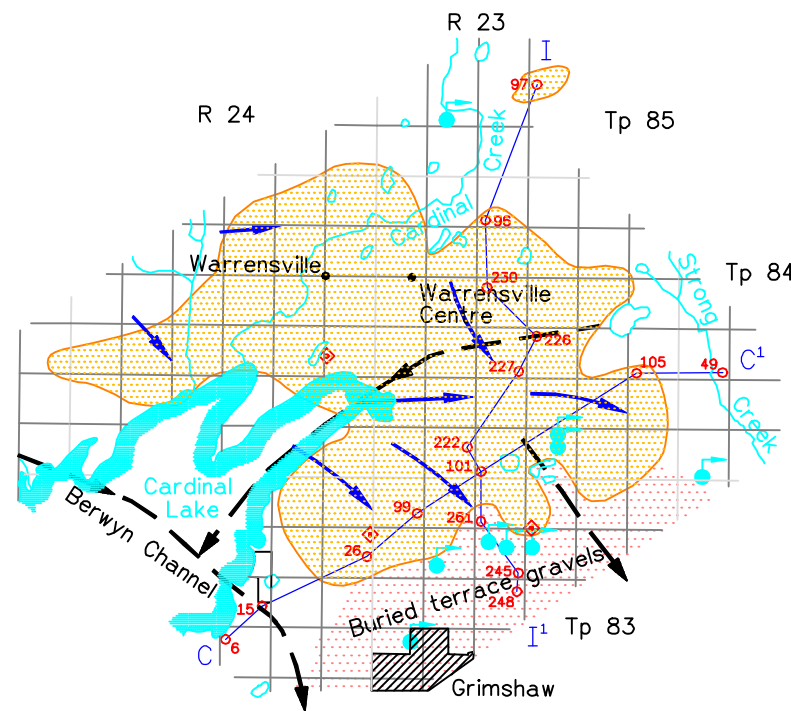 R 23
I
97
R 24
Tp 85
Creek
Cardinal
95
Strong
Warrensville
230
Tp 84
Warrensville
Centre
226
105
49
C¹
227
Creek
222
101
Cardinal
Lake
99
261
Berwyn Channel
26
245
248
Buried terrace gravels
15
6
C
I¹
Tp 83
Grimshaw